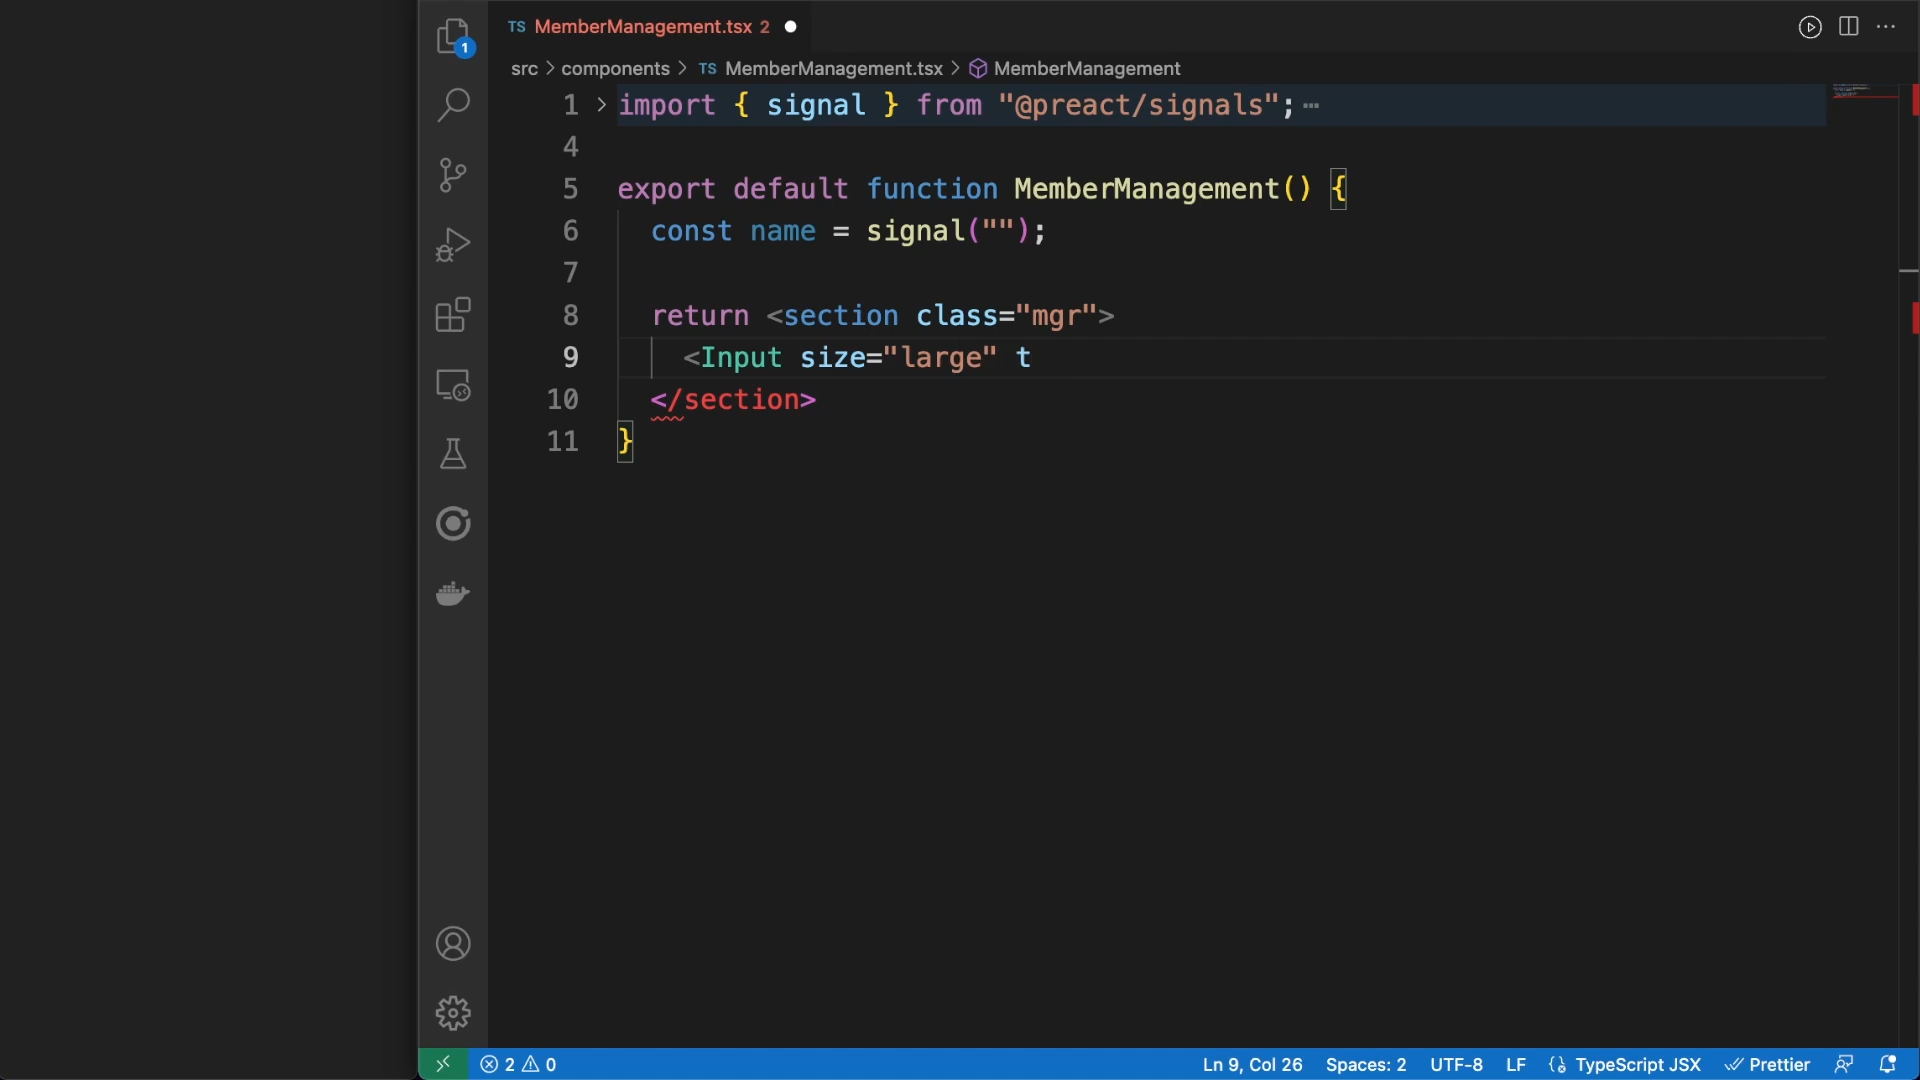 TS MemberManagement.tsx 2
1
src > components > TS MemberManagement.tsx > MemberManagement
1 import { signal } from "@preact/signals";
4
5 export default function MemberManagement() {
6 const name = signal("");
7
8 return <section class="mgr">
9 <Input size="large" t
10 </section>
11 }
2 0 Ln 9, Col 26 Spaces: 2 UTF-8 LF TypeScript JSX Prettier